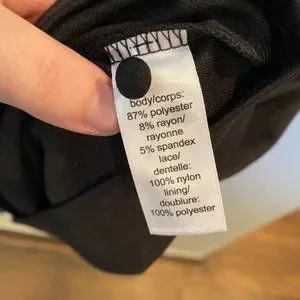 body/corps:
87% polyester
8% rayon/
rayonne
5% spandex
lace/
dentelle:
100% nylon
lining/
doublure:
100% polyester